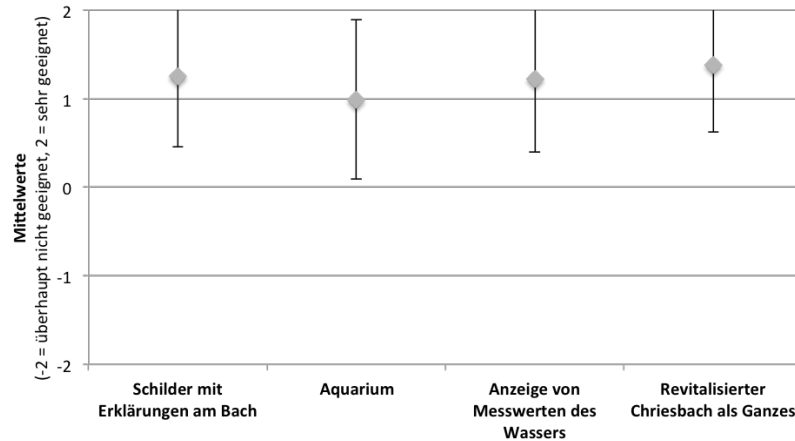 Mittelwerte
(-2 = überhaupt nicht geeignet, 2 = sehr geeignet)
2
1
0
-1
-2
Schilder mit
Erklärungen am Bach
Aquarium
Anzeige von
Messwerten des
Wassers
Revitalisierter
Chriesbach als Ganzes